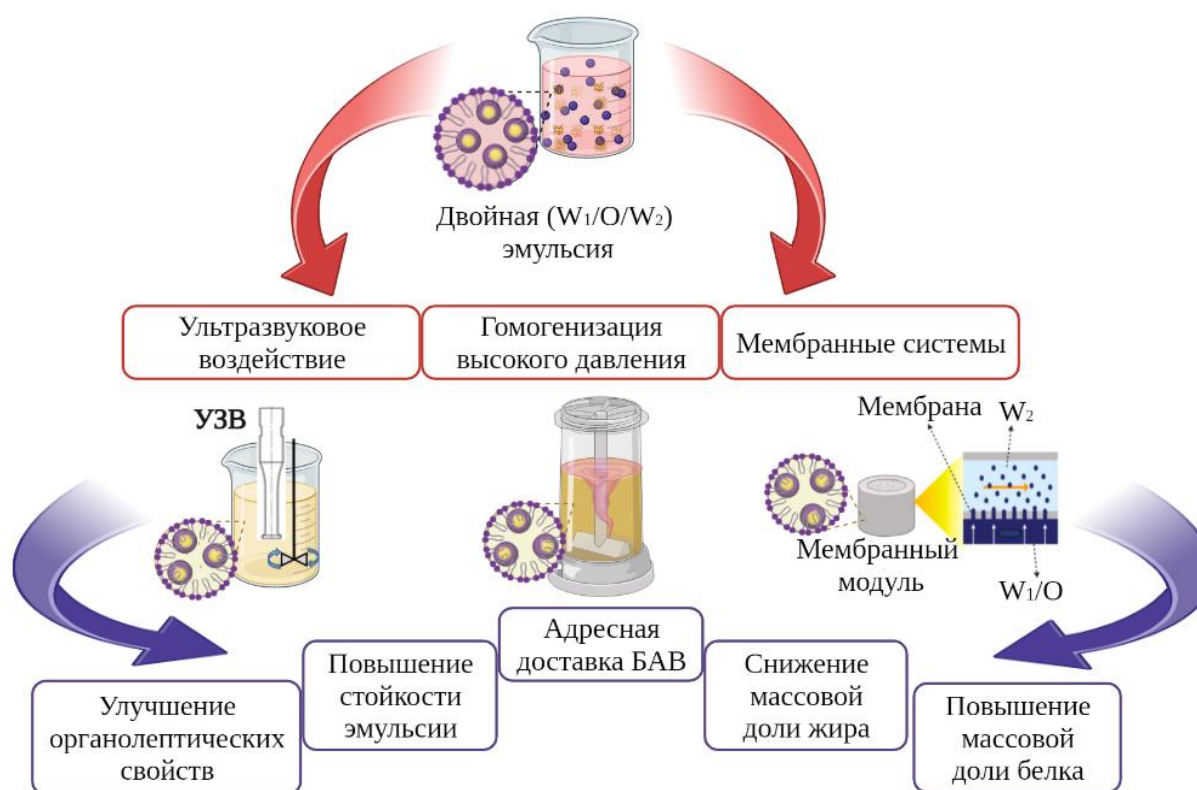 Двойная (W₁/O/W₂)
эмульсия
Ультразвуковое
воздействие
Гомогенизация
высокого давления
Мембранные системы
УЗВ
Мембрана
W₂
Мембранный
модуль
W₁/O
Улучшение
органолептических
свойств
Повышение
стойкости
эмульсии
Адресная
доставка БАВ
Снижение
массовой
доли жира
Повышение
массовой
доли белка